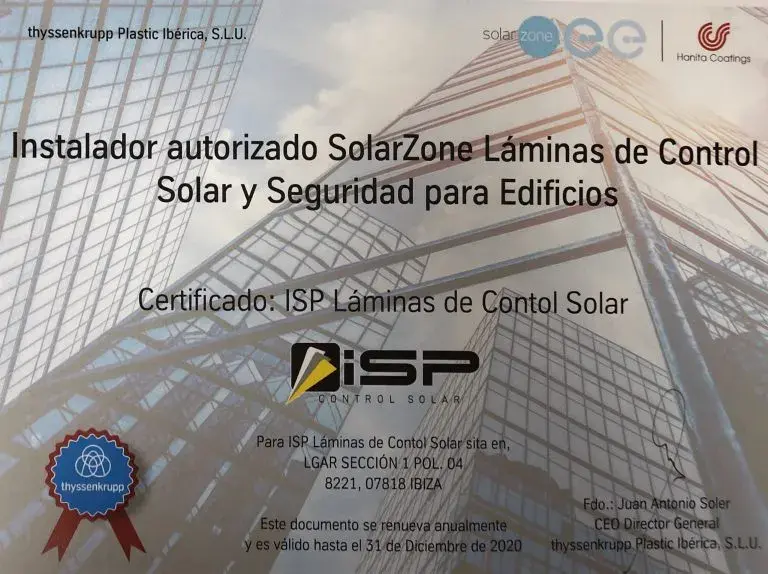 thyssenkrupp Plastic Ibérica, S.L.U.
solar zone
Hanita Coatings
Instalador autorizado SolarZone Láminas de Control
Solar y Seguridad para Edificios
Certificado: ISP Láminas de Contol Solar
iSP
CONTROL SOLAR
Para ISP Láminas de Contol Solar sita en,
LGAR SECCIÓN 1 POL. 04
8221, 07818 IBIZA
thyssenkrupp
Este documento se renueva anualmente
y es válido hasta el 31 de Diciembre de 2020
Fdo.: Juan Antonio Soler
CEO Director General
thyssenkrupp Plastic Ibérica, S.L.U.